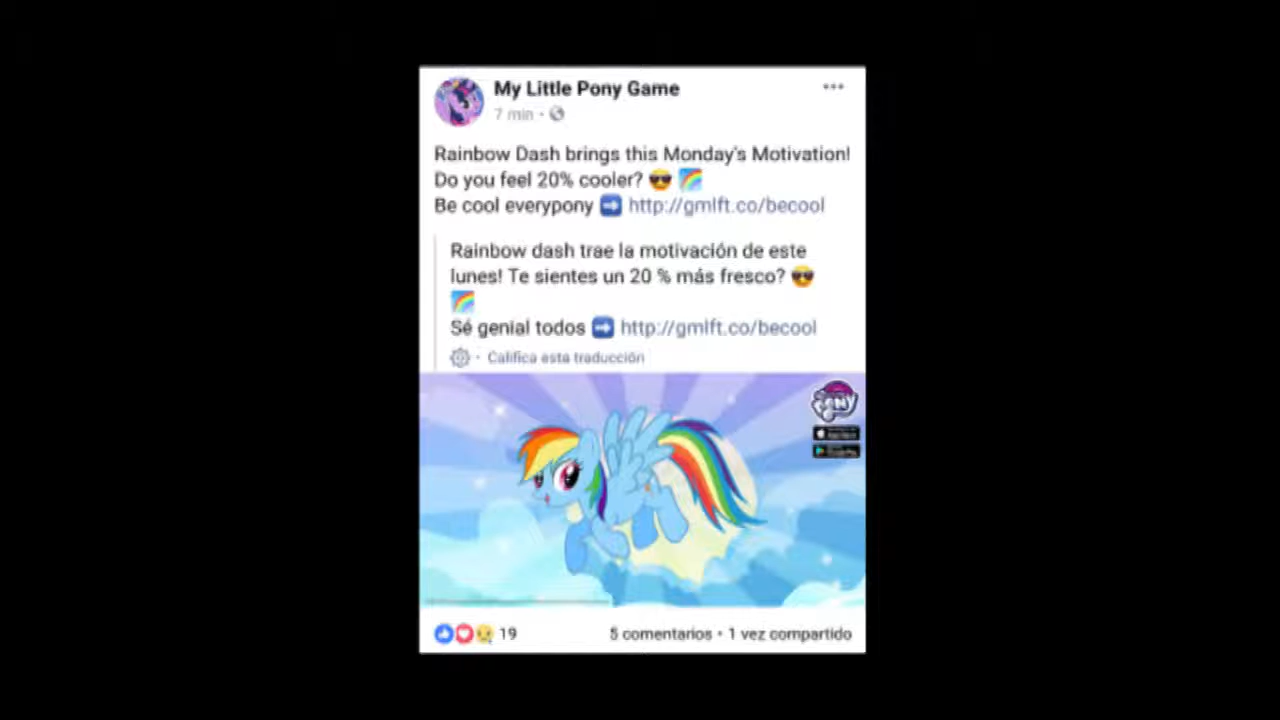 My Little Pony Game
7 min •
Rainbow Dash brings this Monday's Motivation!
Do you feel 20% cooler? 😎 🌈
Be cool everypony ➡ http://gmlft.co/becool
Rainbow dash trae la motivación de este
lunes! Te sientes un 20 % más fresco? 😎
🌈
Sé genial todos ➡ http://gmlft.co/becool
· Califica esta traducción
PONY
19
5 comentarios • 1 vez compartido